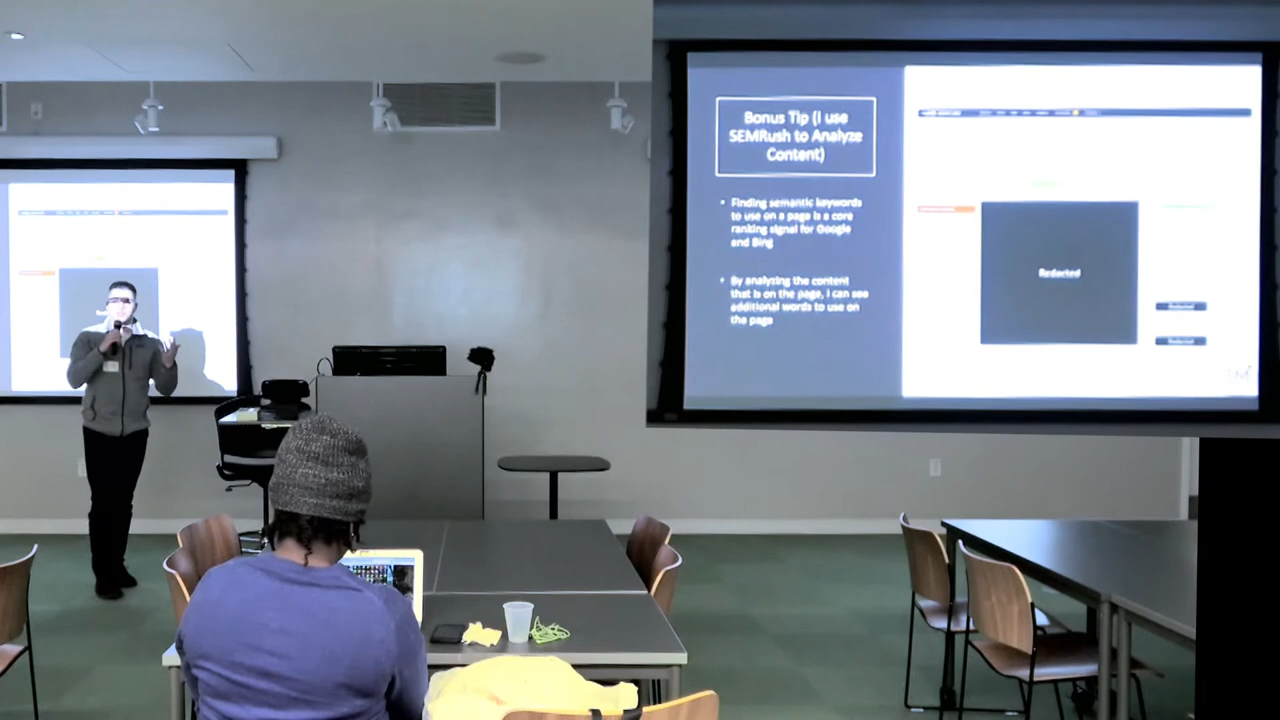 Bonus Tip (I use
SEMRush to Analyze
Content)
• Finding semantic keywords
to use on a page is a core
ranking signal for Google
and Bing
• By analyzing the content
that is on the page, I can see
additional words to use on
the page
Redacted
Redacted
Redacted